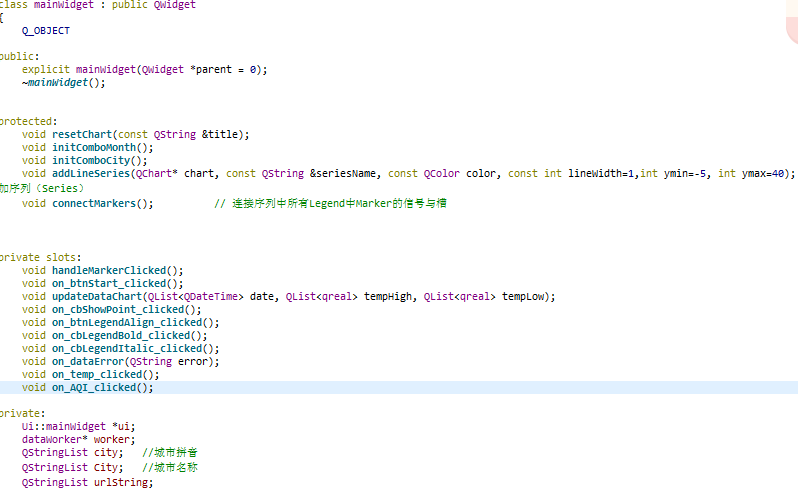 class mainWidget : public QWidget
{
Q_OBJECT
public:
explicit mainWidget(QWidget *parent = 0);
~mainWidget();
protected:
void resetChart(const QString &title);
void initComboMonth();
void initComboCity();
void addLineSeries(QChart* chart, const QString &seriesName, const QColor color, const int lineWidth=1,int ymin=-5, int ymax=40);
加序列（Series）
void connectMarkers(); // 连接序列中所有Legend中Marker的信号与槽
private slots:
void handleMarkerClicked();
void on_btnStart_clicked();
void updateDataChart(QList<QDateTime> date, QList<qreal> tempHigh, QList<qreal> tempLow);
void on_cbShowPoint_clicked();
void on_btnLegendAlign_clicked();
void on_cbLegendBold_clicked();
void on_cbLegendItalic_clicked();
void on_dataError(QString error);
void on_temp_clicked();
void on_AQI_clicked();
private:
Ui::mainWidget *ui;
dataWorker* worker;
QStringList city; //城市拼音
QStringList City; //城市名称
QStringList urlString;